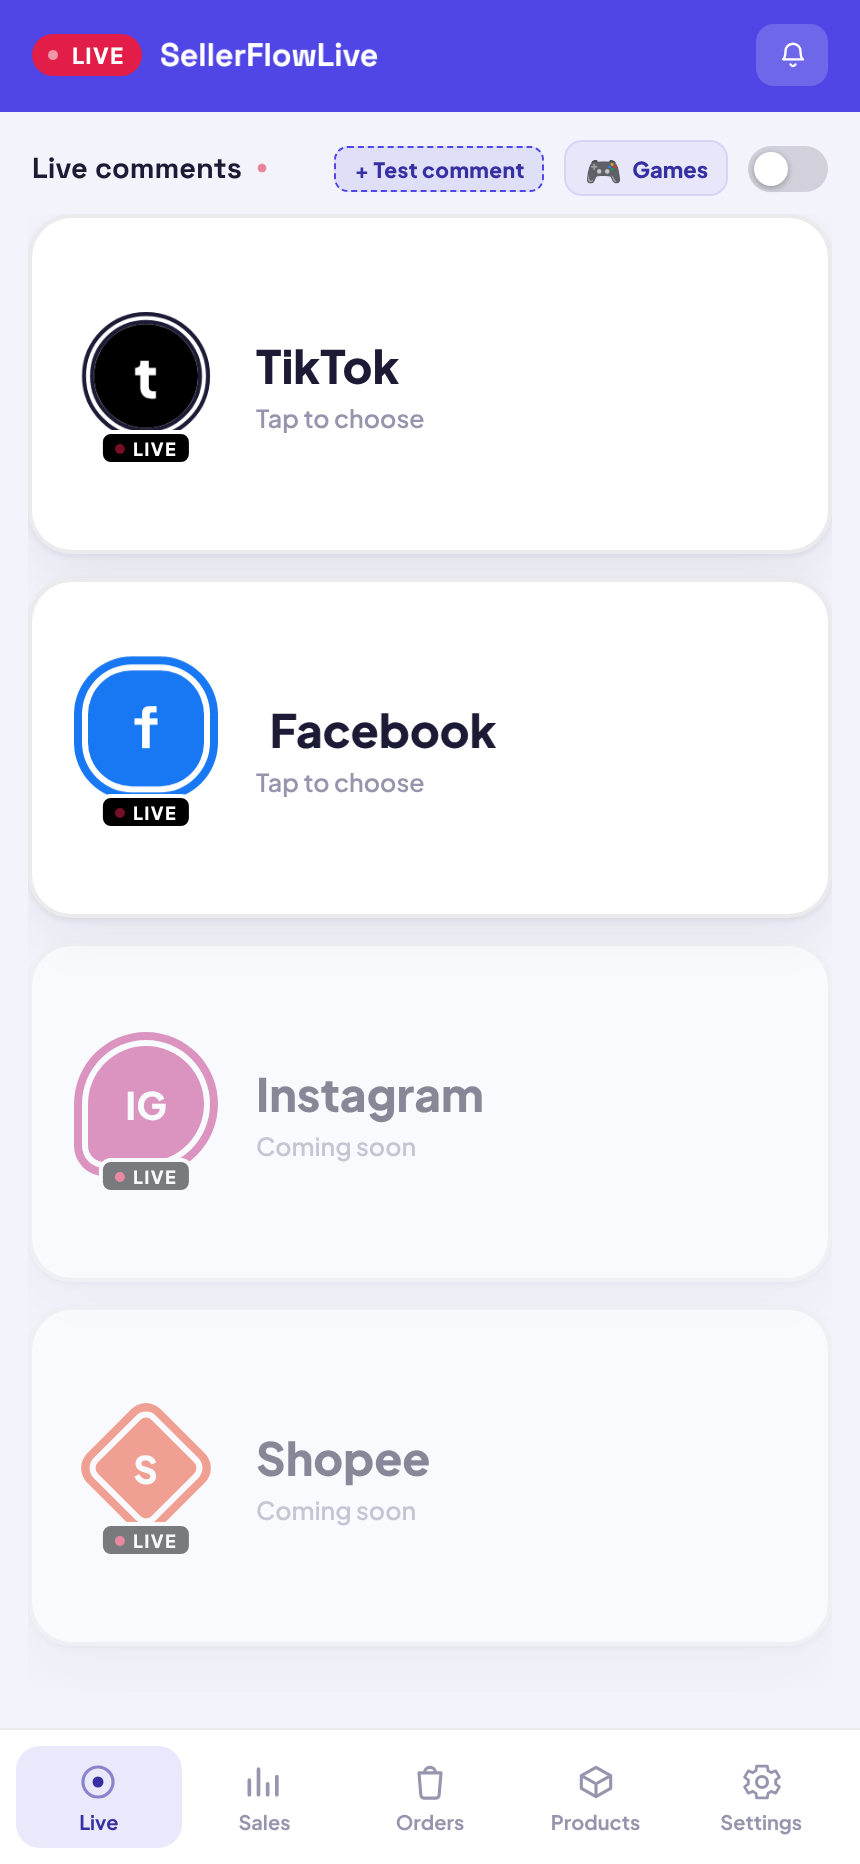 LIVE SellerFlowLive
Live comments
+ Test comment
Games
t
TikTok
Tap to choose
LIVE
f
Facebook
Tap to choose
LIVE
IG
Instagram
Coming soon
LIVE
S
Shopee
Coming soon
LIVE
Live
Sales
Orders
Products
Settings